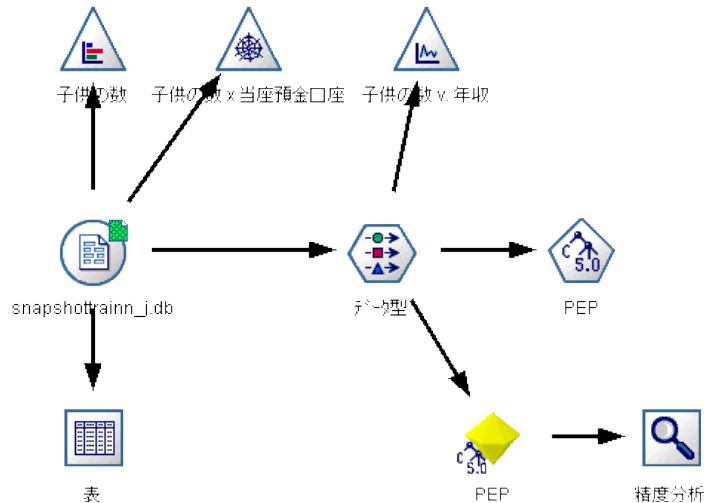 子供の数
子供の数 x 当座預金口座
子供の数 v. 年収
snapshottrainn_j.db
データ型
C 5.0
PEP
表
C 5.0
PEP
精度分析